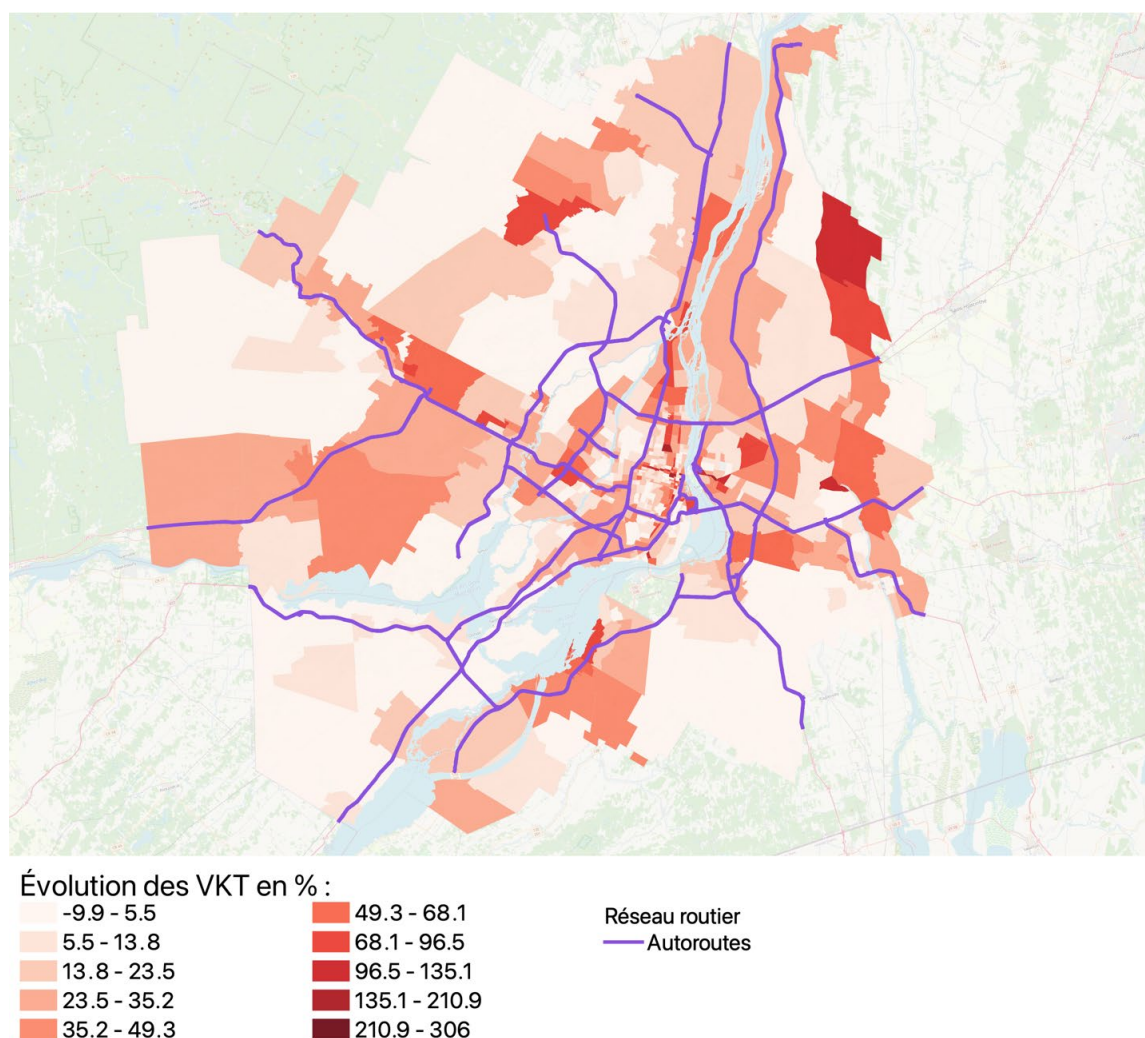 Évolution des VKT en % :
-9.9 - 5.5
5.5 - 13.8
13.8 - 23.5
23.5 - 35.2
35.2 - 49.3
49.3 - 68.1
68.1 - 96.5
96.5 - 135.1
135.1 - 210.9
210.9 - 306
Réseau routier
Autoroutes